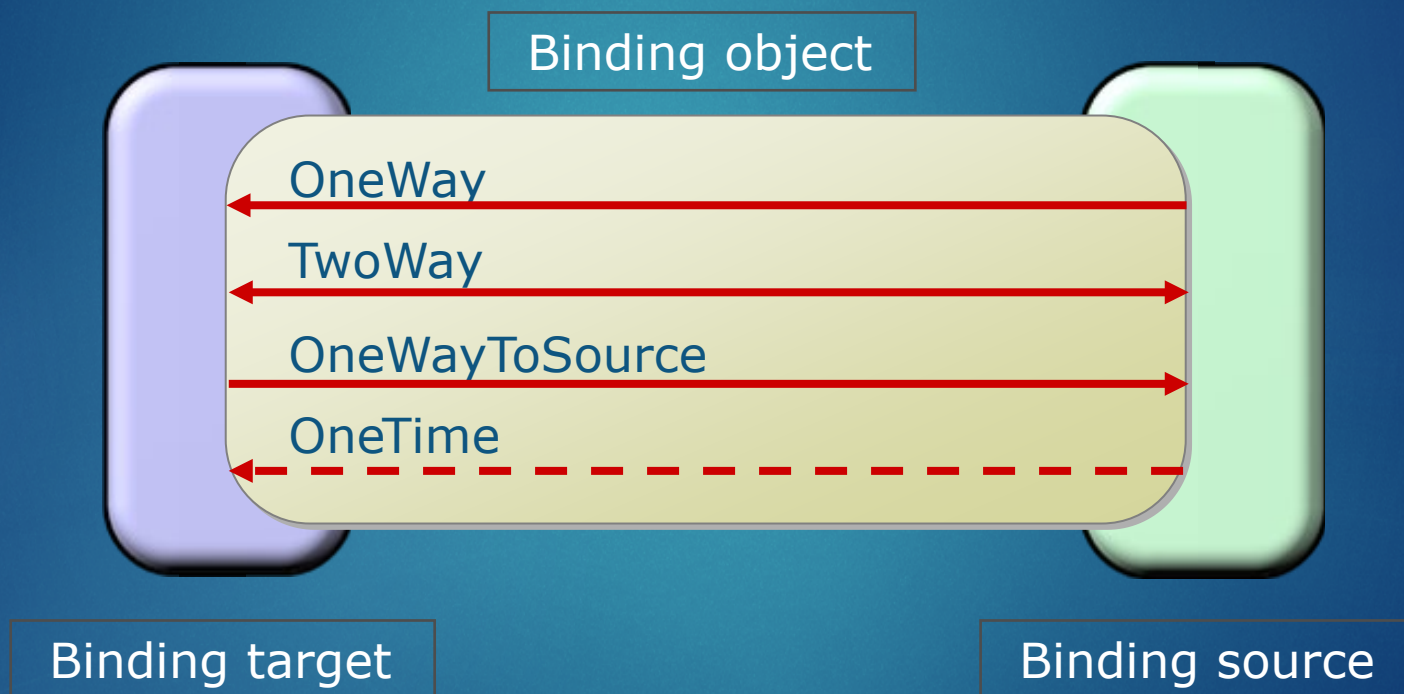 Binding object
OneWay
TwoWay
OneWayToSource
OneTime
Binding target
Binding source